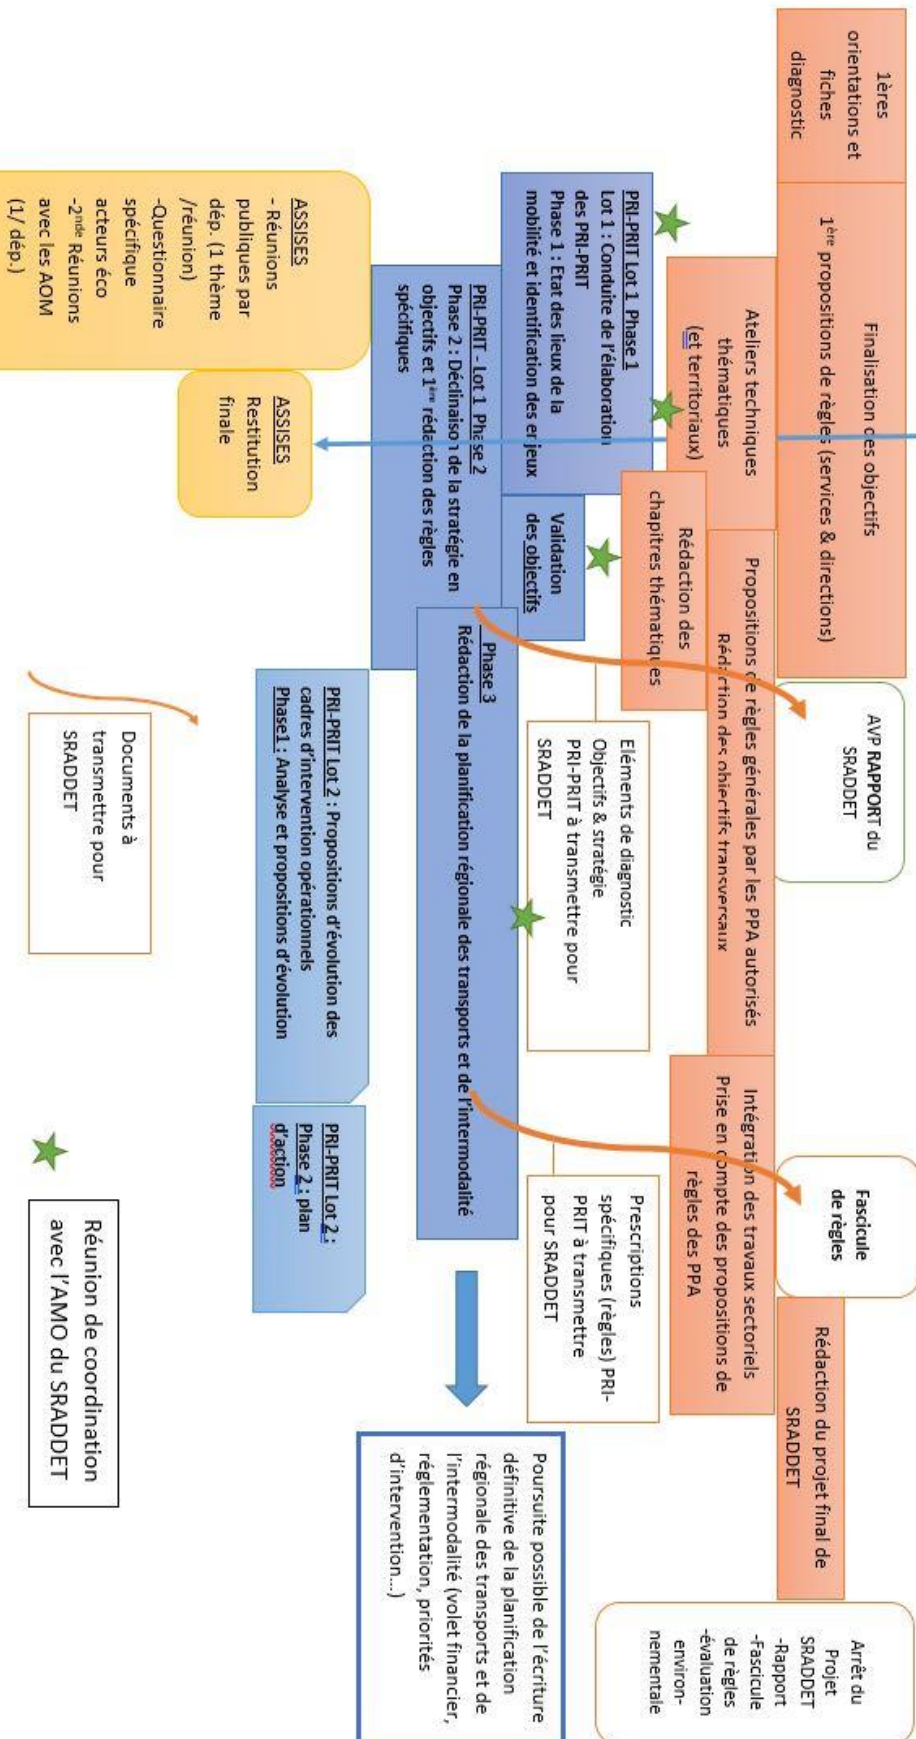 1ères
orientations et
fiches
diagnostic
Finalisation des objectifs
1ère propositions de règles (services & directions)
AVP RAPPORT du
SRADDET
Fascicule
de règles
Rédaction du projet final de
SRADDET
Arrêt du
Projet
SRADDET
-Rapport
-Fascicule
de règles
-évaluation
environ-
nementale
Ateliers techniques
thématiques
(et territoriaux)
Propositions de règles générales par les PPA autorisés
Rédaction des objectifs transversaux
Intégration des travaux sectoriels
Prise en compte des propositions de
règles des PPA
Rédaction des
chapitres thématiques
PRI-PRIT Lot 1 Phase 1
Lot 1 : Conduite de l'élaboration
des PRI-PRIT
Phase 1 : Etat des lieux de la
mobilité et identification des enjeux
Validation
des objectifs
Eléments de diagnostic
Objectifs & stratégie
PRI-PRIT à transmettre pour
SRADDET
Prescriptions
spécifiques (règles) PRI-
PRIT à transmettre
pour SRADDET
PRI-PRIT - Lot 1 Phase 2
Phase 2 : Déclinaison de la stratégie en
objectifs et 1ère rédaction des règles
spécifiques
Phase 3
Rédaction de la planification régionale des transports et de l'intermodalité
Poursuite possible de l'écriture
définitive de la planification
régionale des transports et de
l'intermodalité (volet financier,
réglementation, priorités
d'intervention...)
ASSISES
- Réunions
publiques par
dép. (1 thème
/réunion)
-Questionnaire
spécifique
acteurs éco
-2nde Réunions
avec les AOM
(1/ dép.)
ASSISES
Restitution
finale
PRI-PRIT Lot 2 : Propositions d'évolution des
cadres d'intervention opérationnels
Phase1 : Analyse et propositions d'évolution
PRI-PRIT Lot 2 :
Phase 2 : plan
d'action
Documents à
transmettre pour
SRADDET
Réunion de coordination
avec l'AMO du SRADDET